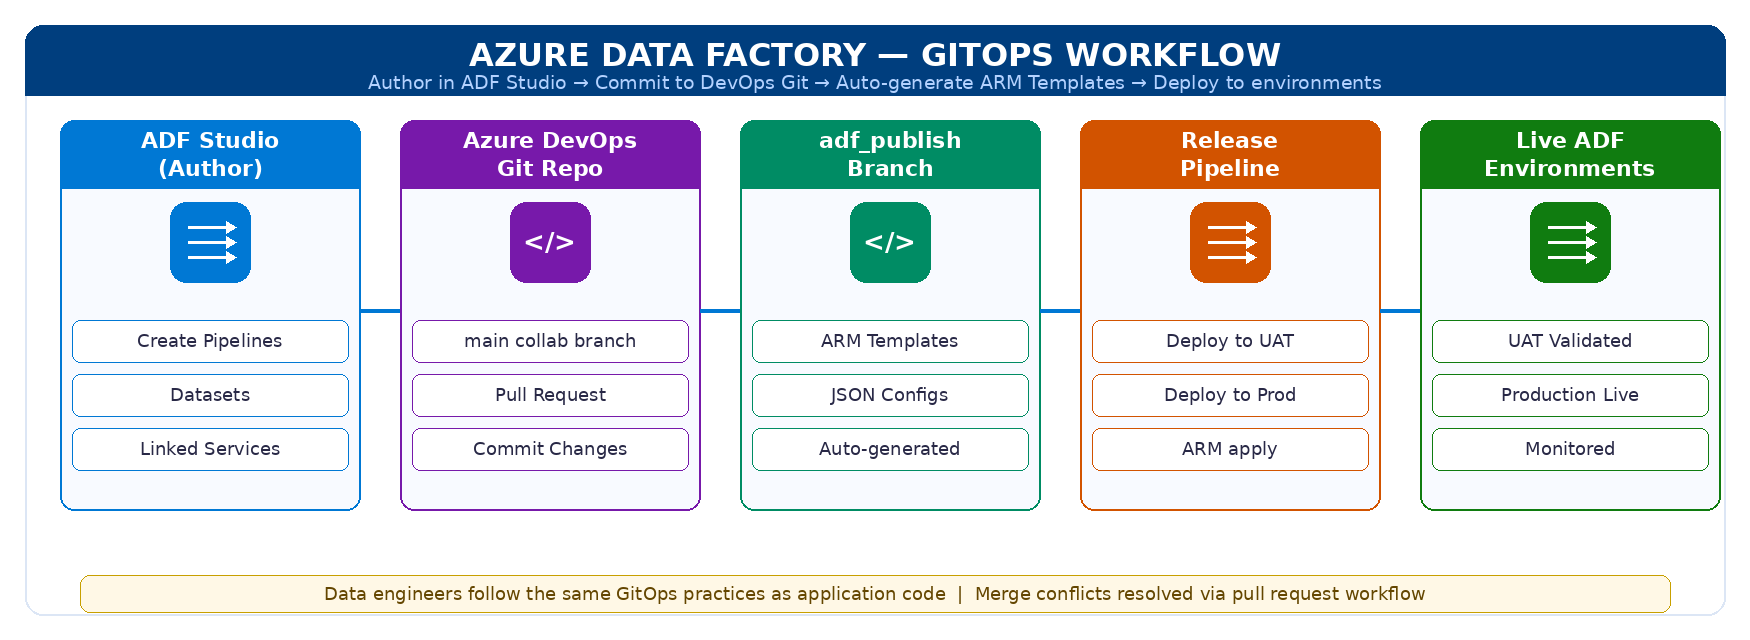 AZURE DATA FACTORY — GITOPS WORKFLOW
Author in ADF Studio → Commit to DevOps Git → Auto-generate ARM Templates → Deploy to environments
ADF Studio
(Author)
Create Pipelines
Datasets
Linked Services
Azure DevOps
Git Repo
</>
main collab branch
Pull Request
Commit Changes
adf_publish
Branch
</>
ARM Templates
JSON Configs
Auto-generated
Release
Pipeline
Deploy to UAT
Deploy to Prod
ARM apply
Live ADF
Environments
UAT Validated
Production Live
Monitored
Data engineers follow the same GitOps practices as application code | Merge conflicts resolved via pull request workflow